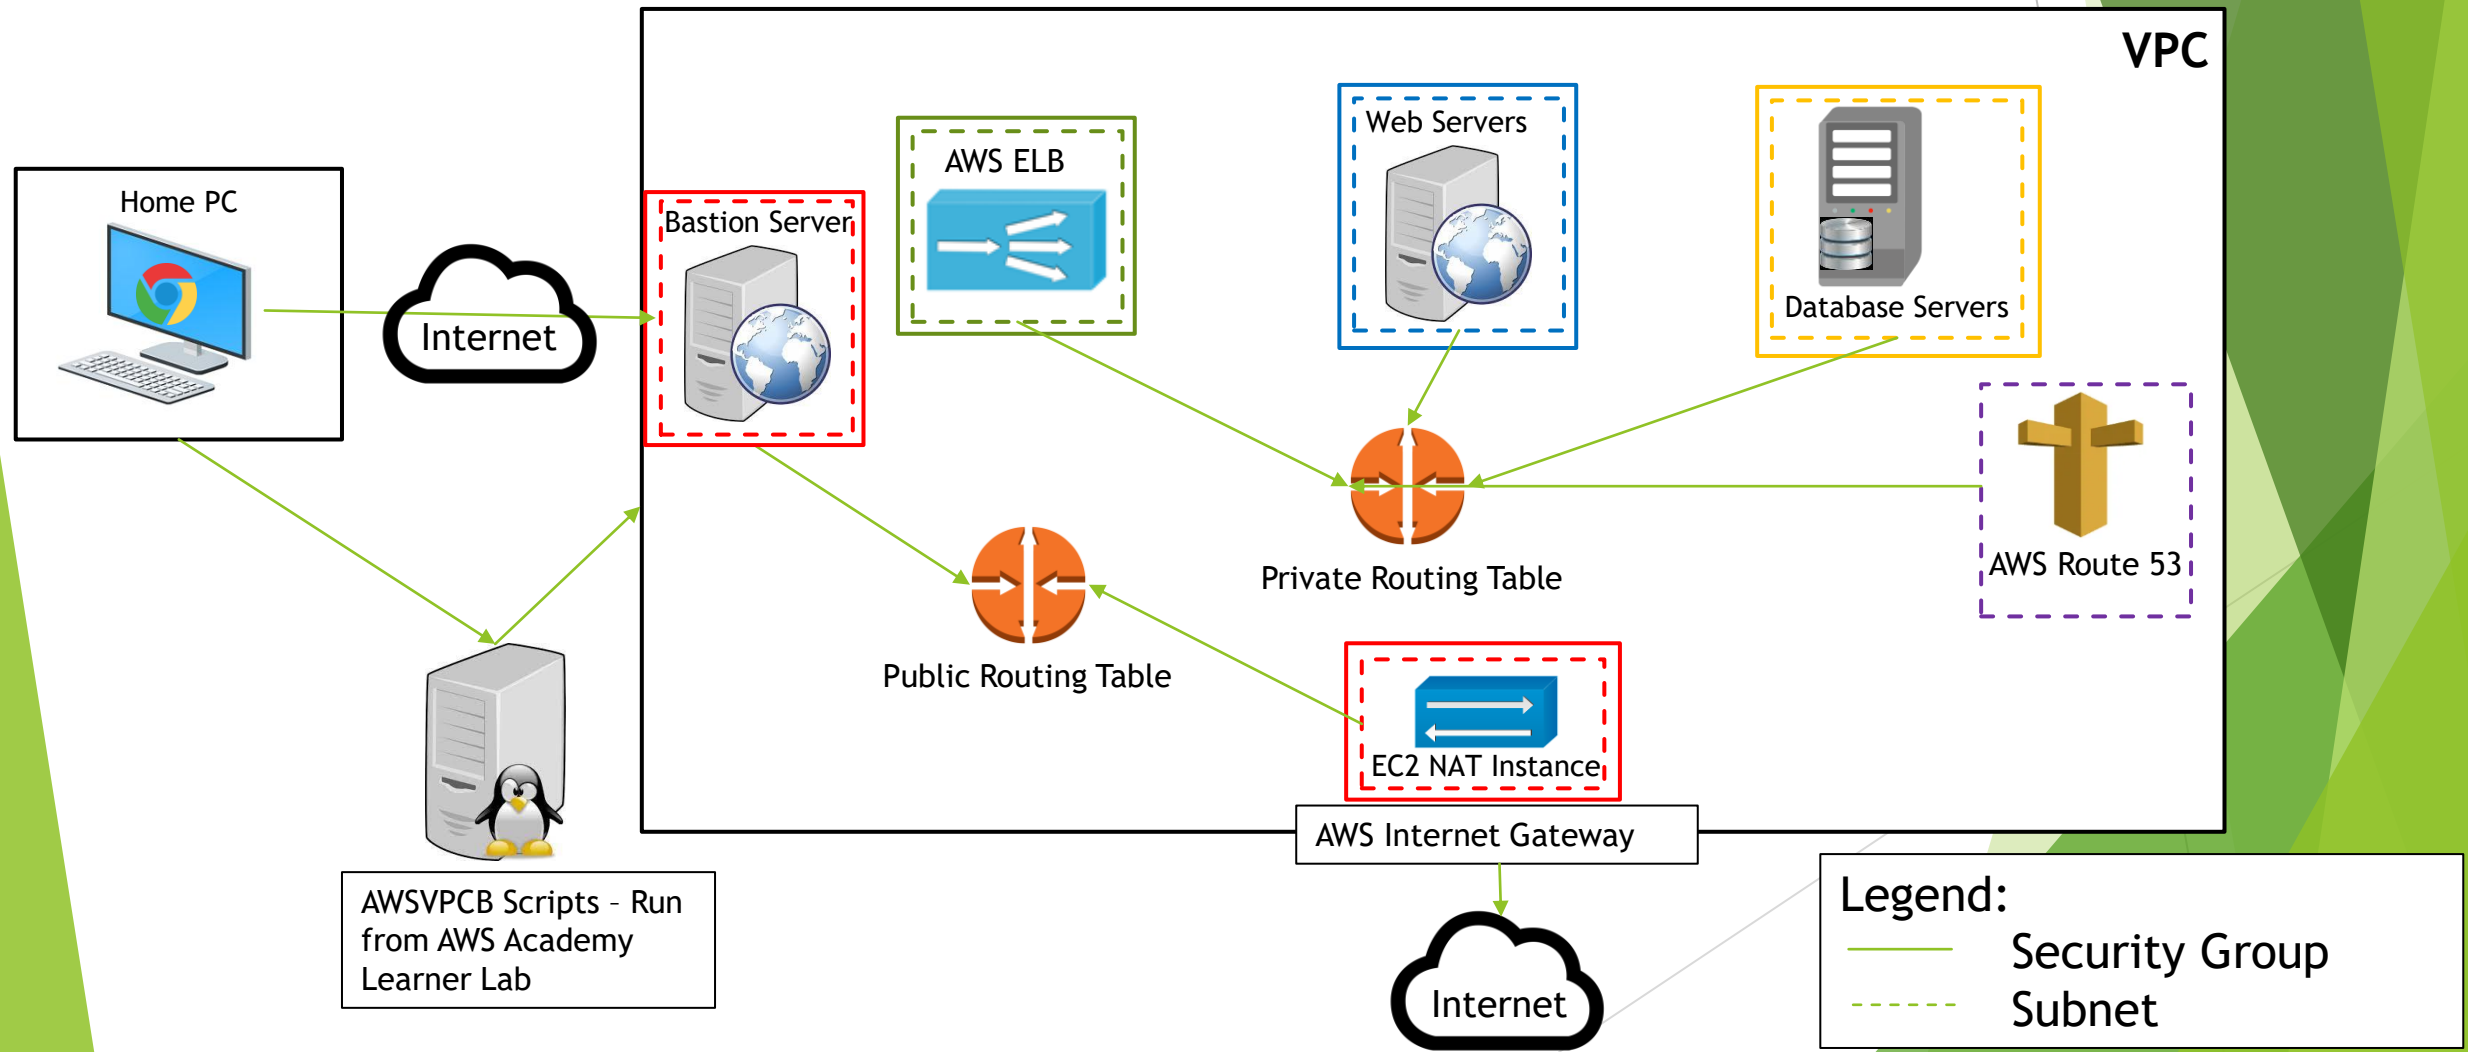 VPC
Home PC
Internet
Bastion Server
AWS ELB
Web Servers
Database Servers
AWS Route 53
Private Routing Table
Public Routing Table
EC2 NAT Instance
AWS Internet Gateway
Internet
AWSVPCB Scripts – Run
from AWS Academy
Learner Lab
Legend:
Security Group
Subnet